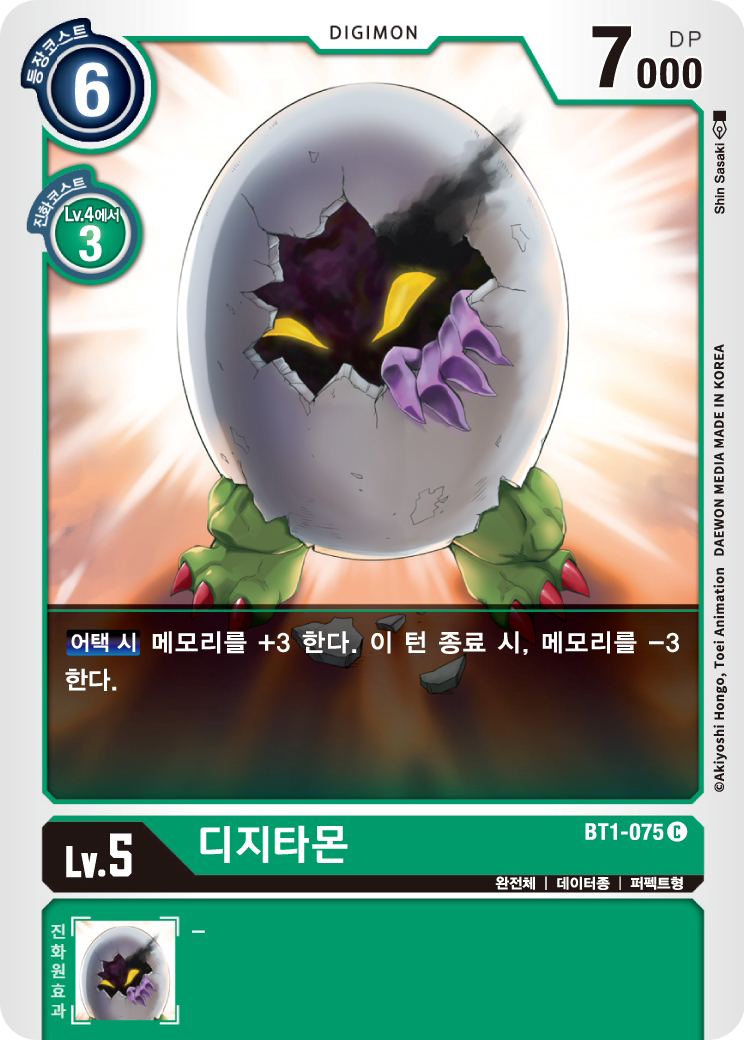 등장코스트
6
DIGIMON
7000
DP
진화코스트
Lv.4에서
3
Shin Sasaki
©Akiyoshi Hongo, Toei Animation DAEWON MEDIA MADE IN KOREA
어택 시 메모리를 +3 한다. 이 턴 종료 시, 메모리를 -3
한다.
Lv.5
디지타몬
BT1-075 C
완전체 | 데이터종 | 퍼펙트형
진화원효과
-